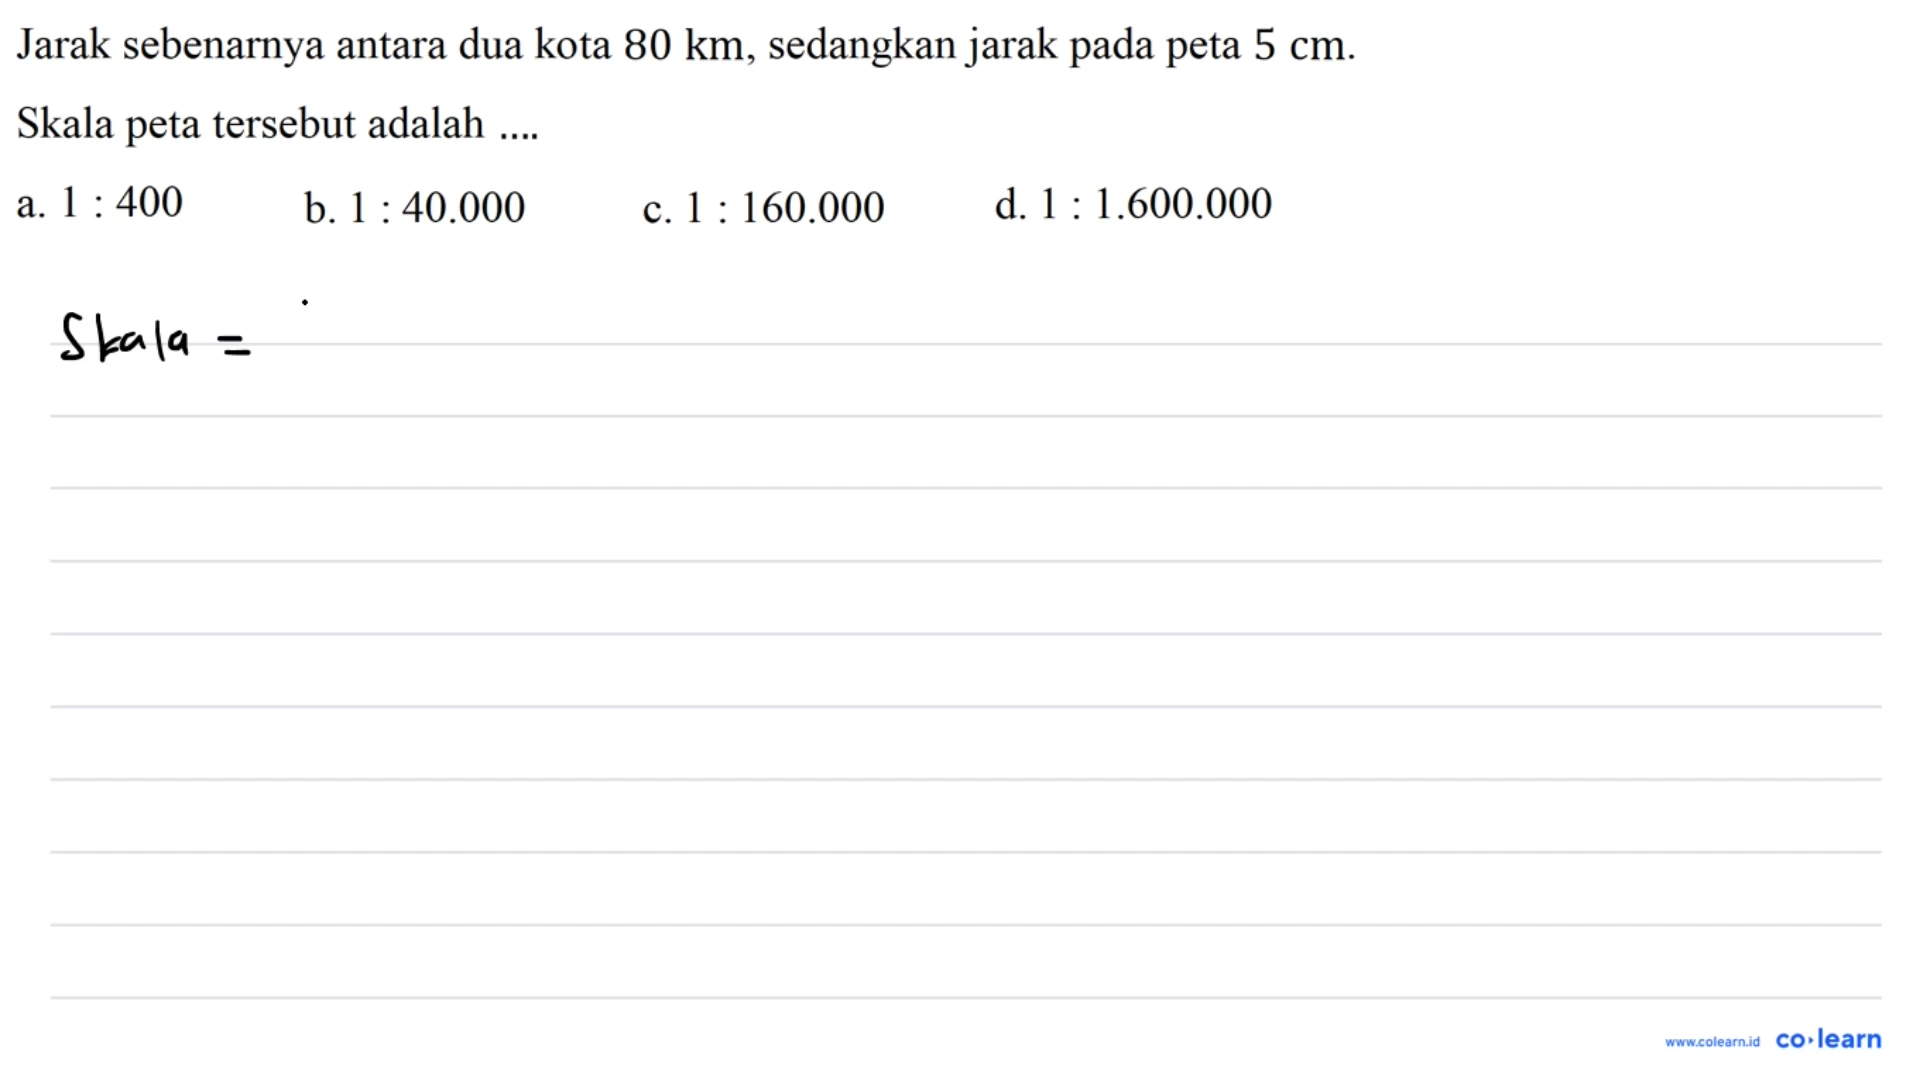 Jarak sebenarnya antara dua kota 80 km, sedangkan jarak pada peta 5 cm.
Skala peta tersebut adalah ....
a. 1 : 400 b. 1 : 40.000 c. 1 : 160.000 d. 1 : 1.600.000
Skala =
www.colearn.id co learn